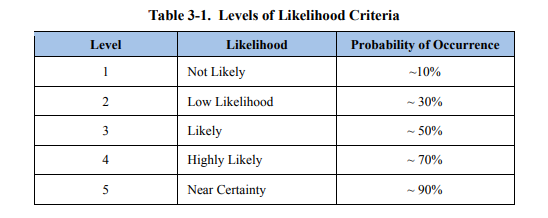 Table 3-1. Levels of Likelihood Criteria
Level Likelihood Probability of Occurrence
1 Not Likely ~10%
2 Low Likelihood ~ 30%
3 Likely ~ 50%
4 Highly Likely ~ 70%
5 Near Certainty ~ 90%